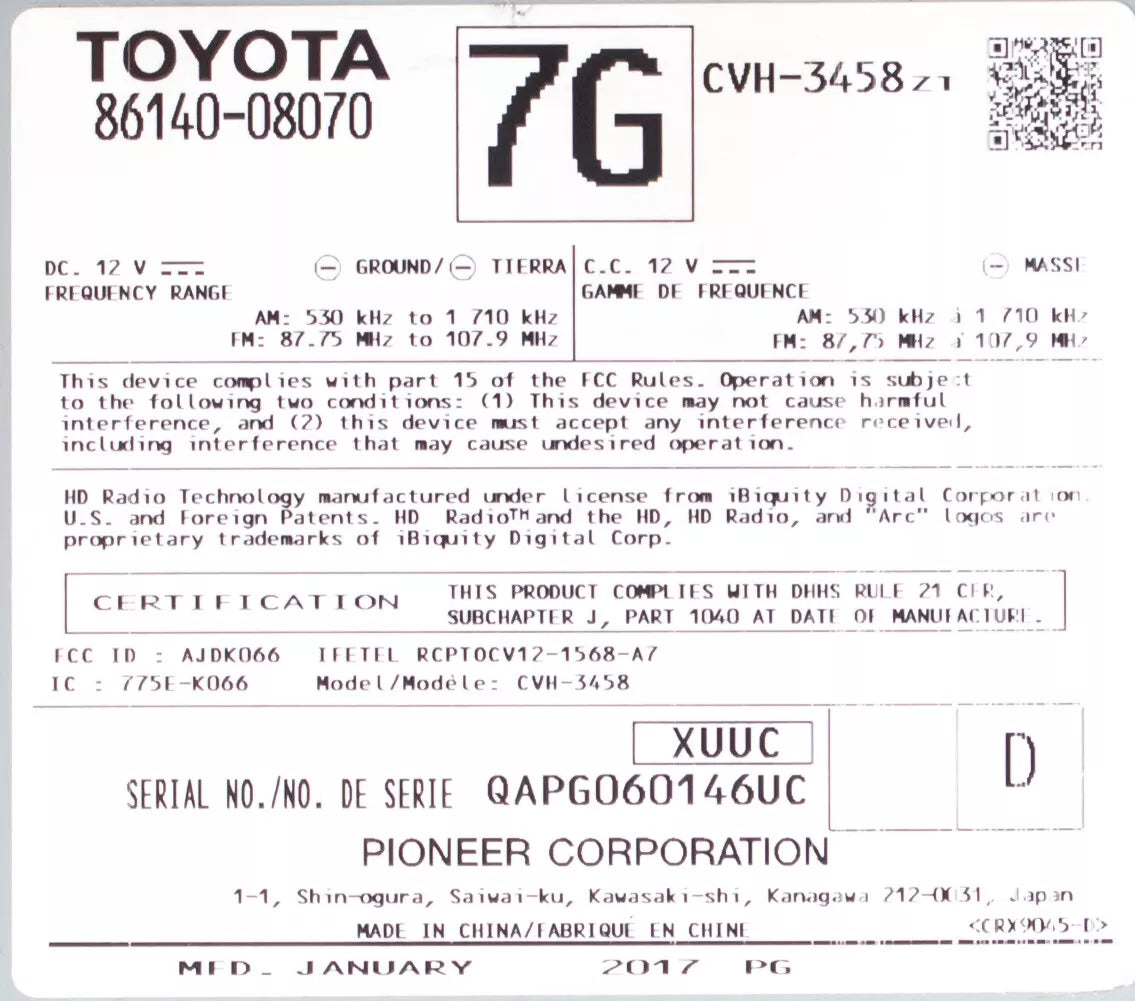 TOYOTA
86140-08070
7G
CVH-3458Z1
DC. 12 V ⎓ ⊖ GROUND/⊖ TIERRA
FREQUENCY RANGE
AM: 530 kHz to 1 710 kHz
FM: 87.75 MHz to 107.9 MHz
C.C. 12 V ⎓ ⊖ MASSE
GAMME DE FREQUENCE
AM: 530 kHz à 1 710 kHz
FM: 87,75 MHz à 107,9 MHz
This device complies with part 15 of the FCC Rules. Operation is subject
to the following two conditions: (1) This device may not cause harmful
interference, and (2) this device must accept any interference received,
including interference that may cause undesired operation.
HD Radio Technology manufactured under license from iBiquity Digital Corporation.
U.S. and Foreign Patents. HD Radio™ and the HD, HD Radio, and "Arc" logos are
proprietary trademarks of iBiquity Digital Corp.
CERTIFICATION
THIS PRODUCT COMPLIES WITH DHHS RULE 21 CFR,
SUBCHAPTER J, PART 1040 AT DATE OF MANUFACTURE.
FCC ID : AJDK066 IFETEL RCPTOCV12-1568-A7
IC : 775E-K066 Model/Modèle: CVH-3458
XUUC
D
SERIAL NO./NO. DE SERIE QAPG060146UC
PIONEER CORPORATION
1-1, Shin-ogura, Saiwai-ku, Kawasaki-shi, Kanagawa 212-0031, Japan
MADE IN CHINA/FABRIQUÉ EN CHINE
<CRX9045-D>
MFD. JANUARY 2017 PG